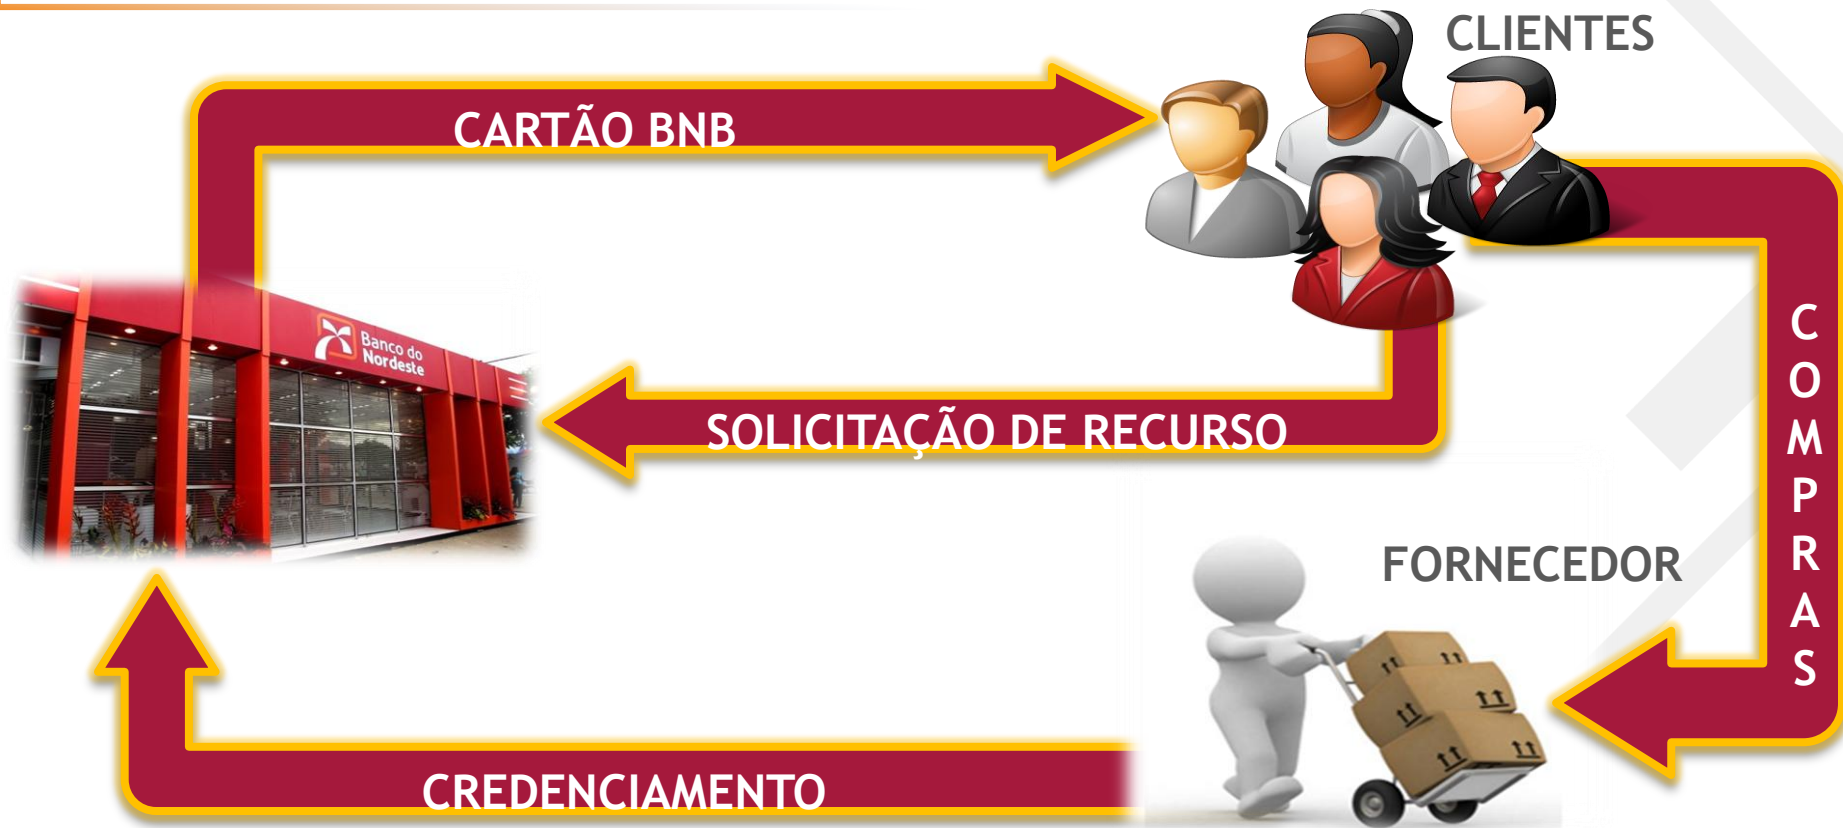 CLIENTES
CARTÃO BNB
Banco do
Nordeste
SOLICITAÇÃO DE RECURSO
C
O
M
P
R
A
S
FORNECEDOR
CREDENCIAMENTO